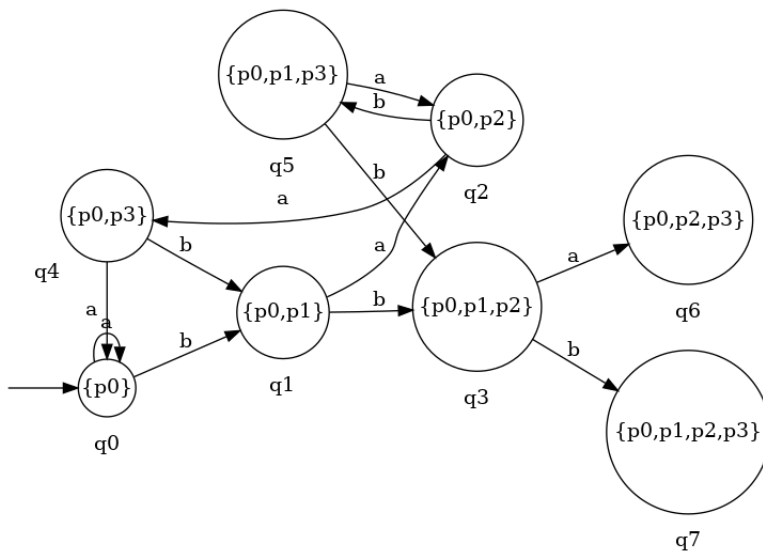 {p0,p1,p3}
a
b
{p0,p2}
q5
b
q2
a
{p0,p3}
b
q4
a
{p0,p2,p3}
a
q6
{p0,p1}
b
{p0,p1,p2}
a
a
b
q1
q3
b
{p0}
q0
{p0,p1,p2,p3}
q7